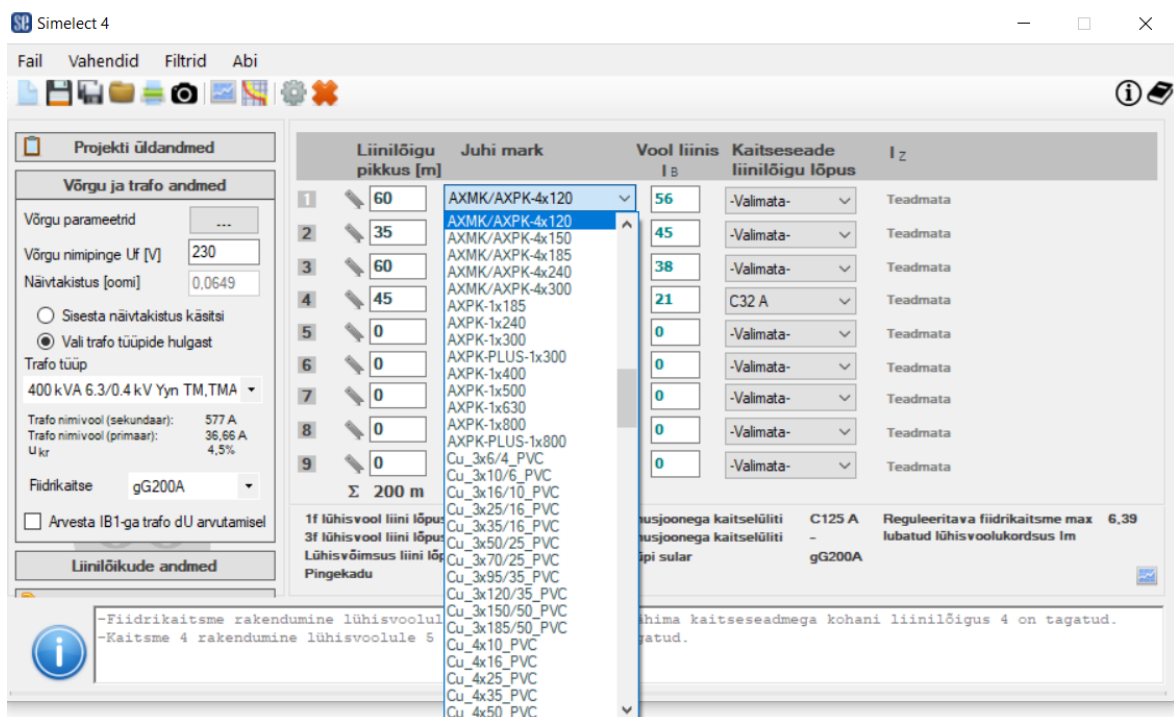 Simelect 4
Fail Vahendid Filtrid Abi
Projekti üldandmed
Võrgu ja trafo andmed
Võrgu parameetrid ...
Võrgu nimipinge Uf [V] 230
Näivtakistus [oomi] 0,0649
Sisesta näivtakistus käsitsi
Vali trafo tüüpide hulgast
Trafo tüüp
400 kVA 6.3/0.4 kV Yyn TM,TMA
Trafo nimivool (sekundaar): 577 A
Trafo nimivool (primaar): 36,66 A
u kr 4,5%
Fiidrikaitse gG200A
Arvesta IB1-ga trafo dU arvutamisel
Liinilõikude andmed
Liinilõigu pikkus [m] Juhi mark Vool liinis I B Kaitseseade liinilõigu lõpus I Z
1 60 AXMK/AXPK-4x120 56 -Valimata- Teadmata
2 35 45 -Valimata- Teadmata
3 60 38 -Valimata- Teadmata
4 45 21 C32 A Teadmata
5 0 0 -Valimata- Teadmata
6 0 0 -Valimata- Teadmata
7 0 0 -Valimata- Teadmata
8 0 0 -Valimata- Teadmata
9 0 0 -Valimata- Teadmata
Σ 200 m
AXMK/AXPK-4x120
AXMK/AXPK-4x150
AXMK/AXPK-4x185
AXMK/AXPK-4x240
AXMK/AXPK-4x300
AXPK-1x185
AXPK-1x240
AXPK-1x300
AXPK-PLUS-1x300
AXPK-1x400
AXPK-1x500
AXPK-1x630
AXPK-1x800
AXPK-PLUS-1x800
Cu_3x6/4_PVC
Cu_3x10/6_PVC
Cu_3x16/10_PVC
Cu_3x25/16_PVC
Cu_3x35/16_PVC
Cu_3x50/25_PVC
Cu_3x70/25_PVC
Cu_3x95/35_PVC
Cu_3x120/35_PVC
Cu_3x150/50_PVC
Cu_3x185/50_PVC
Cu_4x10_PVC
Cu_4x16_PVC
Cu_4x25_PVC
Cu_4x35_PVC
Cu_4x50_PVC
1f lühisvool liini lõpus
3f lühisvool liini lõpus
Lühisvõimsus liini lõp
Pingekadu
usjoonega kaitselüliti C125 A
usjoonega kaitselüliti -
üpi sular gG200A
Reguleeritava fiidrikaitsme max 6,39
lubatud lühisvoolukordsus Im
-Fiidrikaitsme rakendumine lühisvoolul hima kaitseseadmega kohani liinilõigus 4 on tagatud.
-Kaitsme 4 rakendumine lühisvoolule 5 gatud.